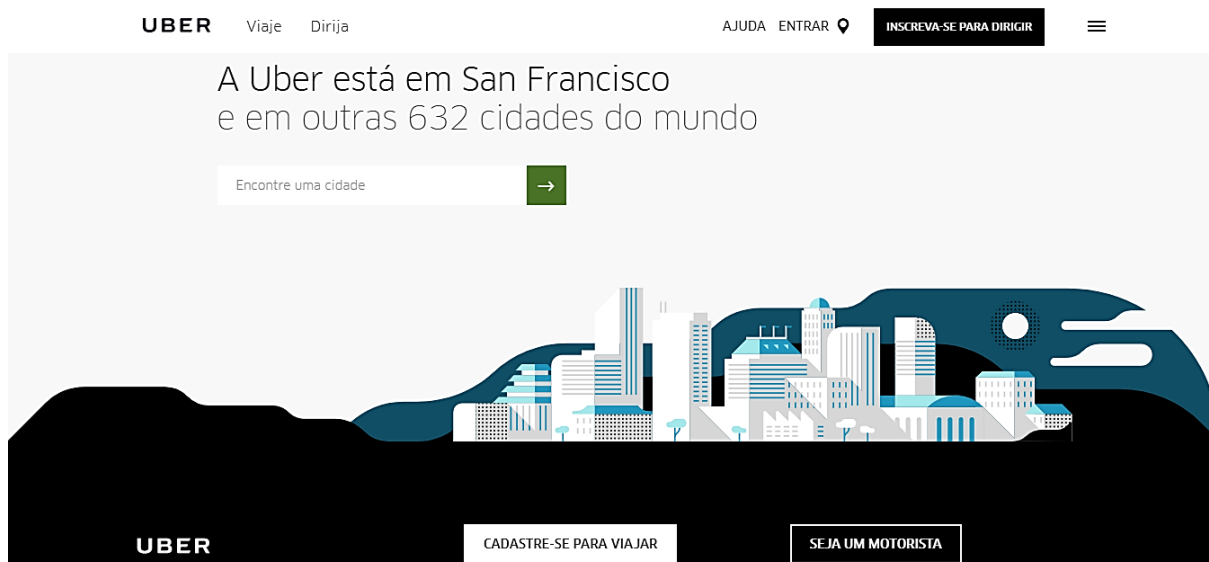 UBER Viaje Dirija AJUDA ENTRAR INSCREVA-SE PARA DIRIGIR
A Uber está em San Francisco
e em outras 632 cidades do mundo
Encontre uma cidade
UBER CADASTRE-SE PARA VIAJAR SEJA UM MOTORISTA